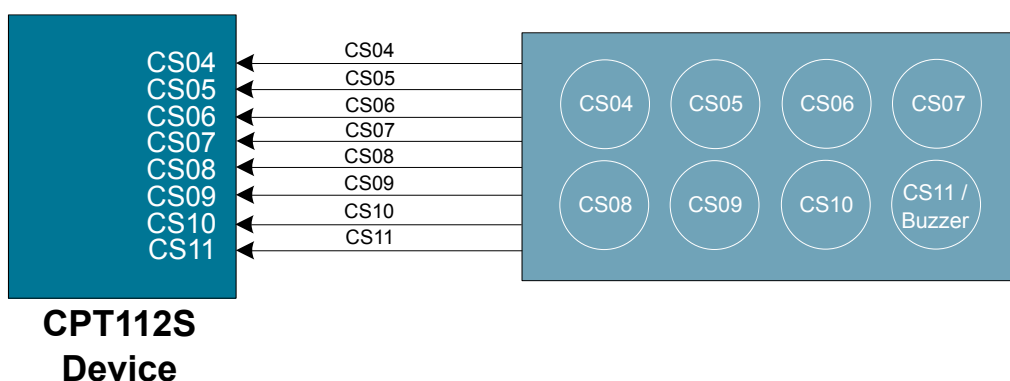 CS04
CS05
CS06
CS07
CS08
CS09
CS10
CS11
CPT112S
Device
CS04
CS05
CS06
CS07
CS08
CS09
CS10
CS11
CS04 CS05 CS06 CS07
CS08 CS09 CS10 CS11 /
Buzzer